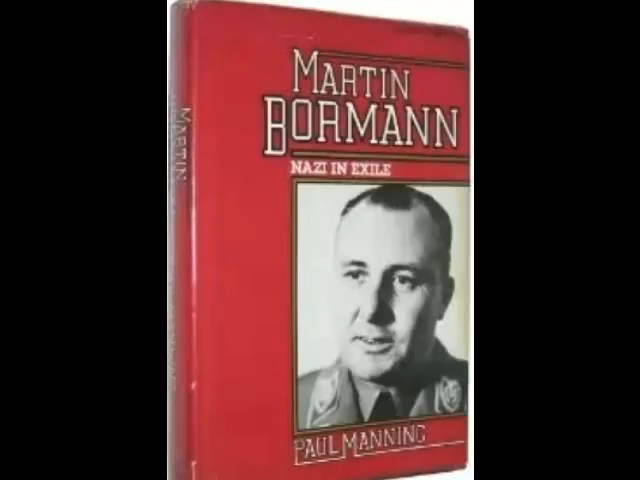 MARTIN
BORMANN
NAZI IN EXILE
PAUL MANNING
MARTIN